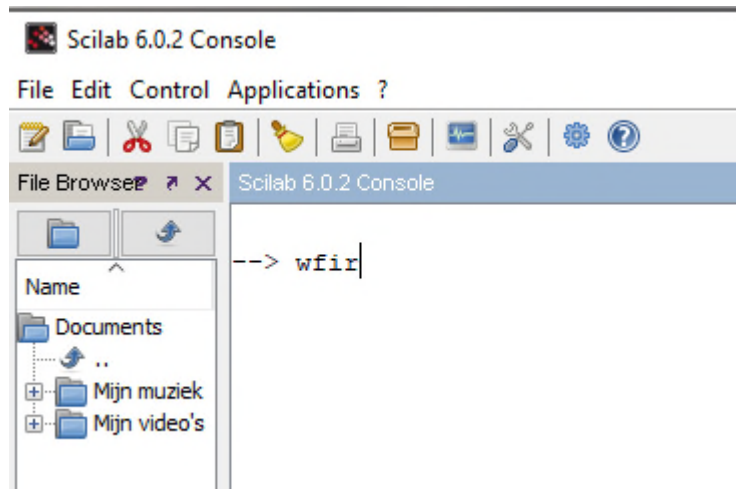 Scilab 6.0.2 Console
File Edit Control Applications ?
File Browser
Scilab 6.0.2 Console
--> wfir
Name
Documents
..
Mijn muziek
Mijn video's